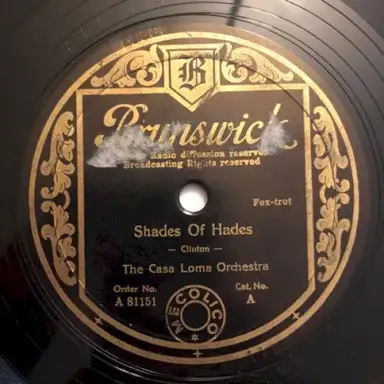 B
Brunswick
Radio diffusion reserve
Broadcasting Rights reserved
Fox-trot
Shades Of Hades
— Clinton —
The Casa Loma Orchestra
Order No.
A 81151
Cat. No.
A
MECOLICO